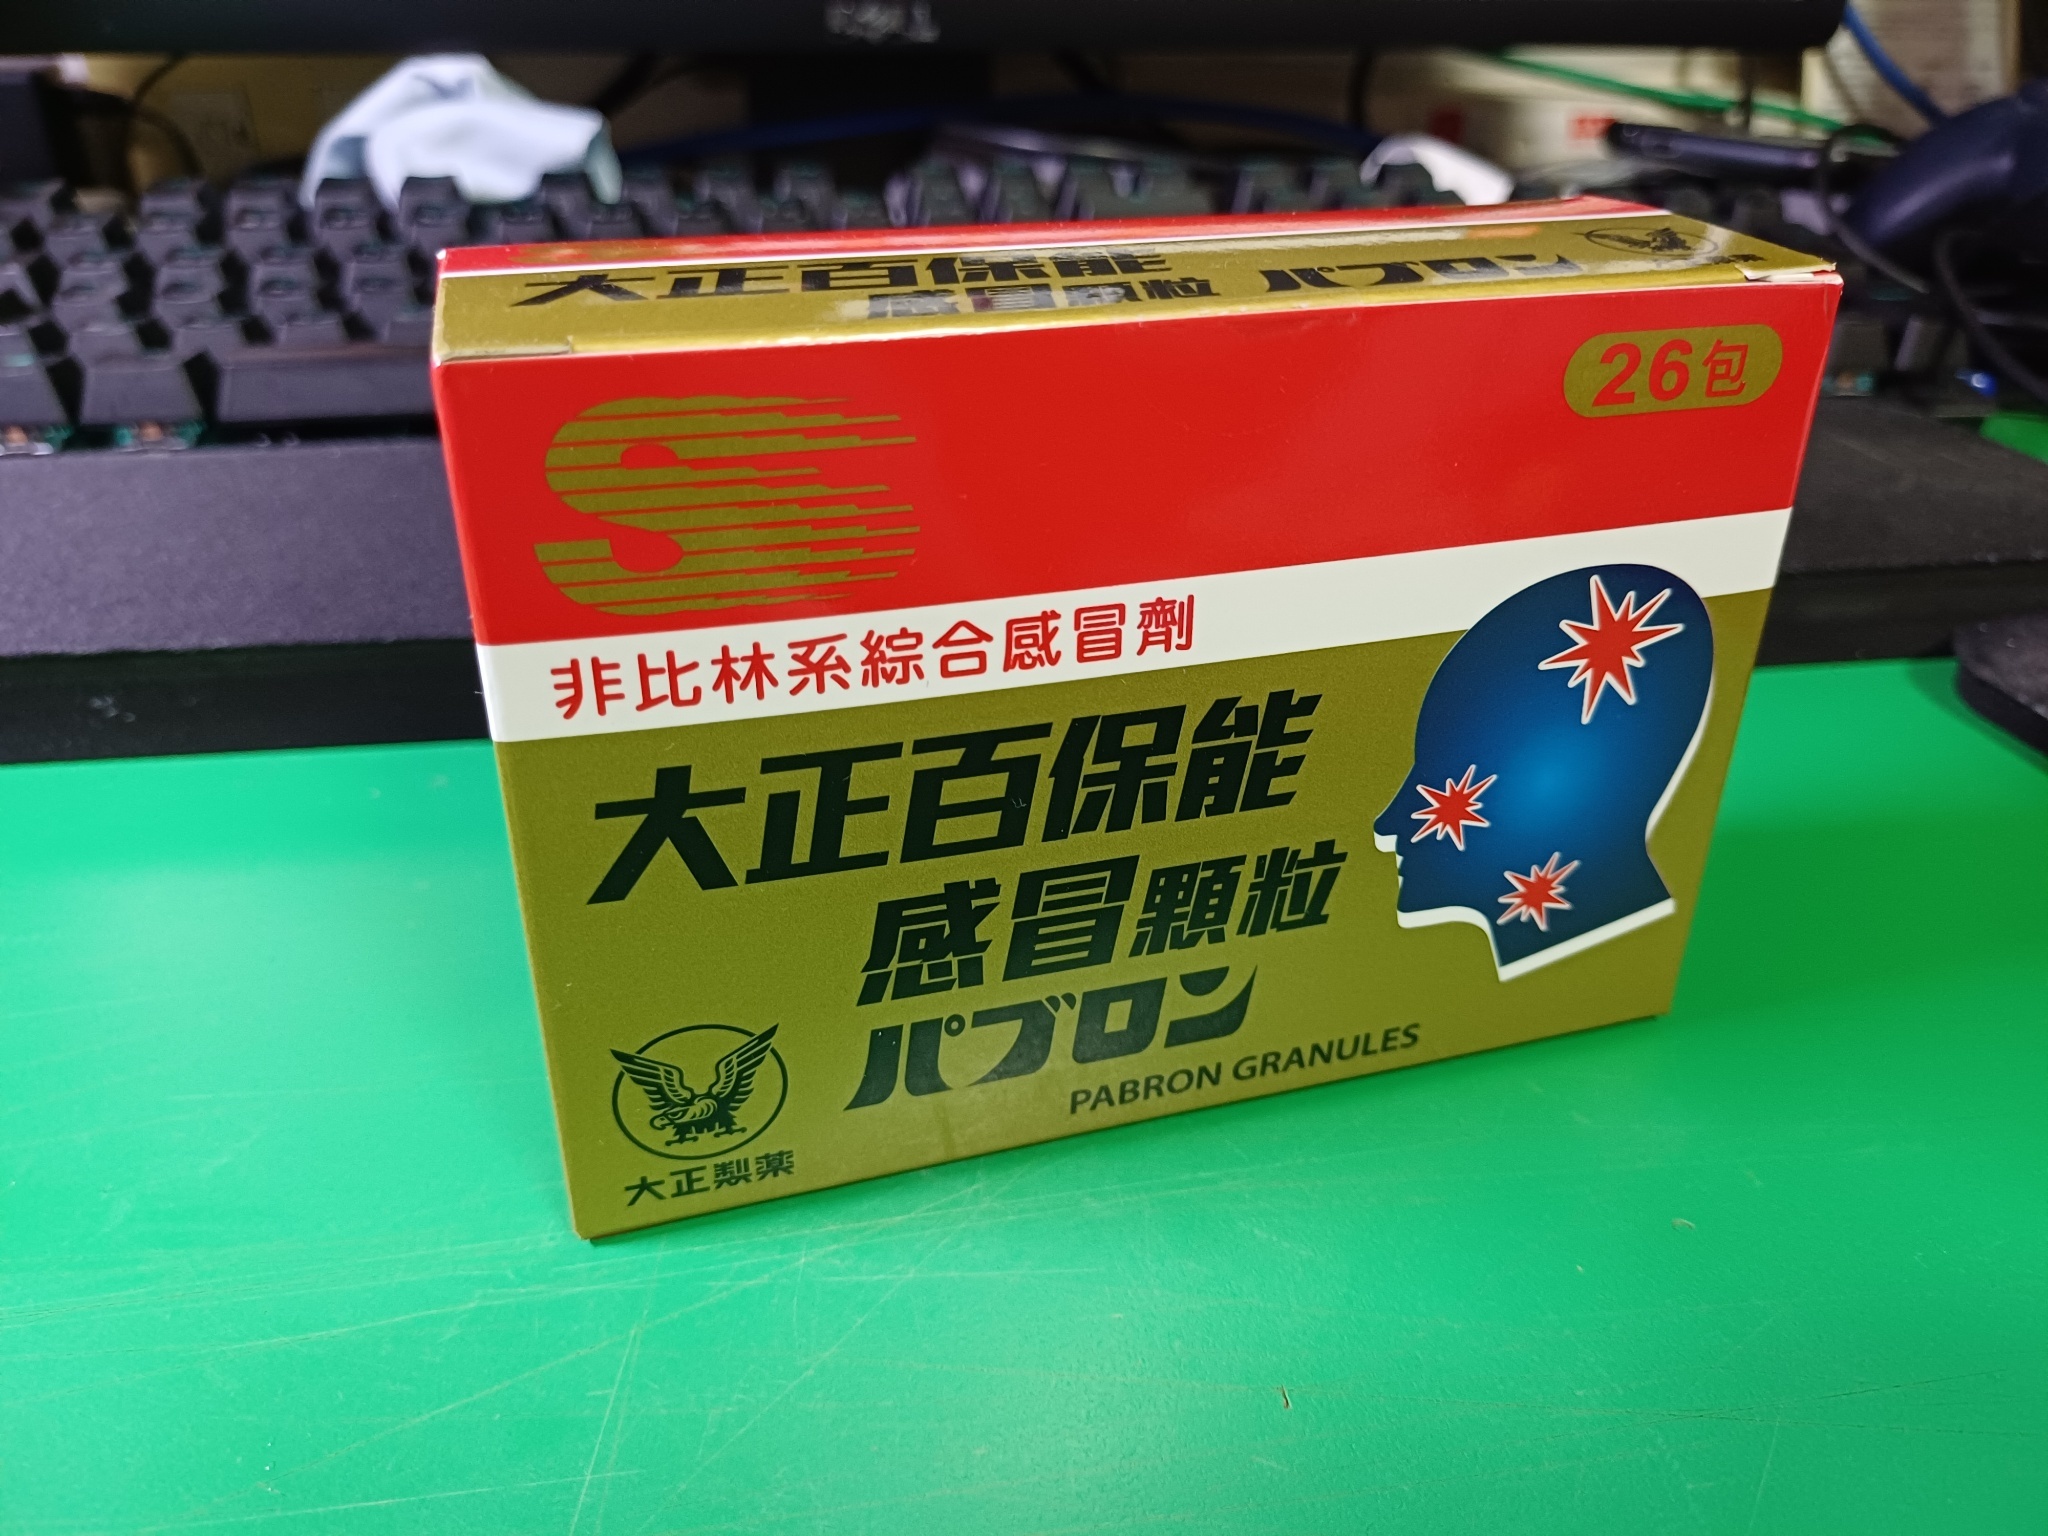 DELL
大正百保能
感冒顆粒 パブロン
26包
S
非比林系綜合感冒劑
大正百保能
感冒顆粒
パブロン
PABRON GRANULES
大正製薬